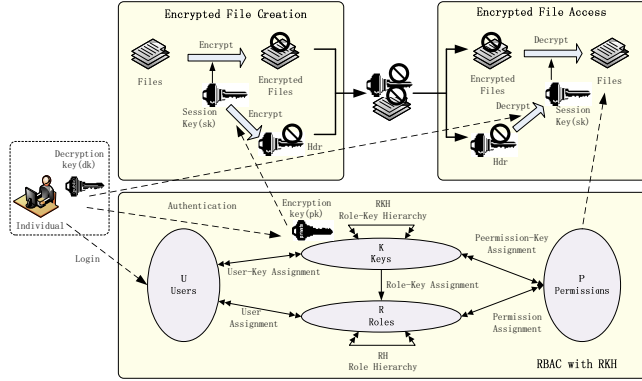 Encrypted File Creation
Encrypt
Files
Encrypted
Files
Session
Key(sk)
Encrypt
Hdr
Encrypted File Access
Decrypt
Encrypted
Files
Files
Decrypt
Session
Key(sk)
Hdr
Decryption
key(dk)
Individual
Authentication
Login
Encryption
key(pk)
RKH
Role-Key Hierarchy
K
Keys
Peermission-Key
Assignment
User-Key Assignment
Role-Key Assignment
U
Users
P
Permissions
User
Assignment
R
Roles
Permission
Assignment
RH
Role Hierarchy
RBAC with RKH